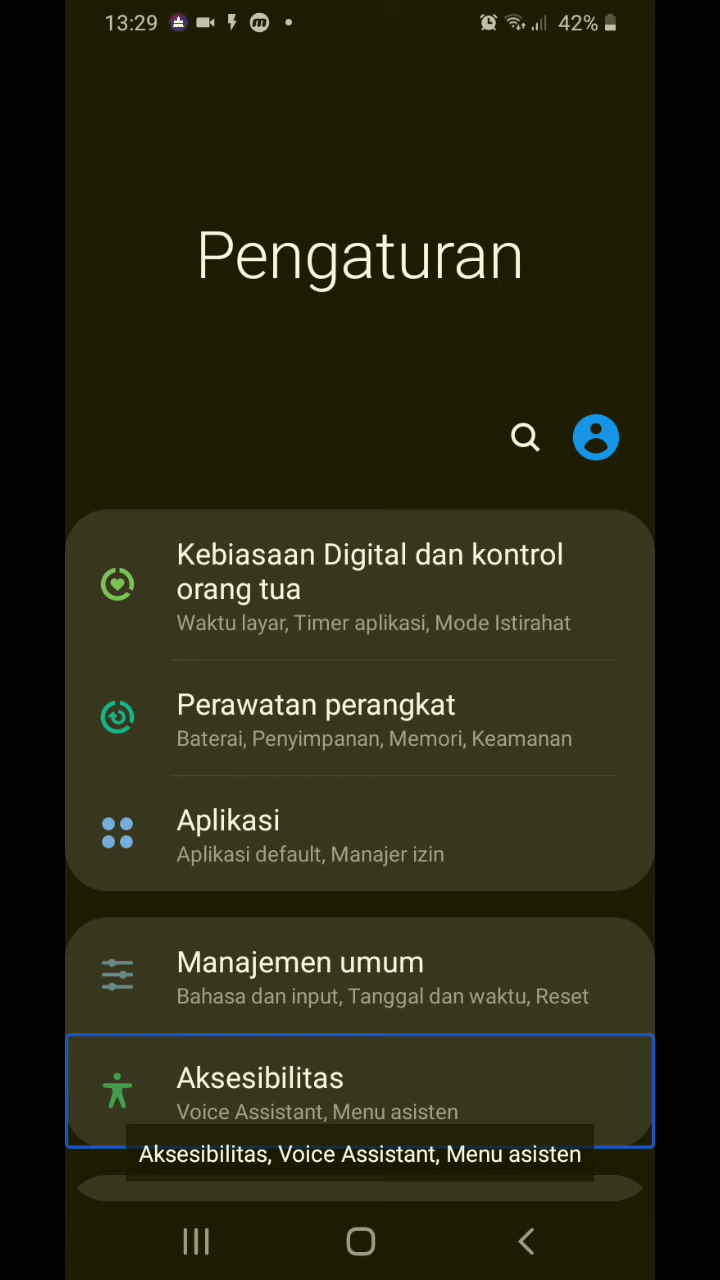 13:29
42%
Pengaturan
Kebiasaan Digital dan kontrol
orang tua
Waktu layar, Timer aplikasi, Mode Istirahat
Perawatan perangkat
Baterai, Penyimpanan, Memori, Keamanan
Aplikasi
Aplikasi default, Manajer izin
Manajemen umum
Bahasa dan input, Tanggal dan waktu, Reset
Aksesibilitas
Voice Assistant, Menu asisten
Aksesibilitas, Voice Assistant, Menu asisten